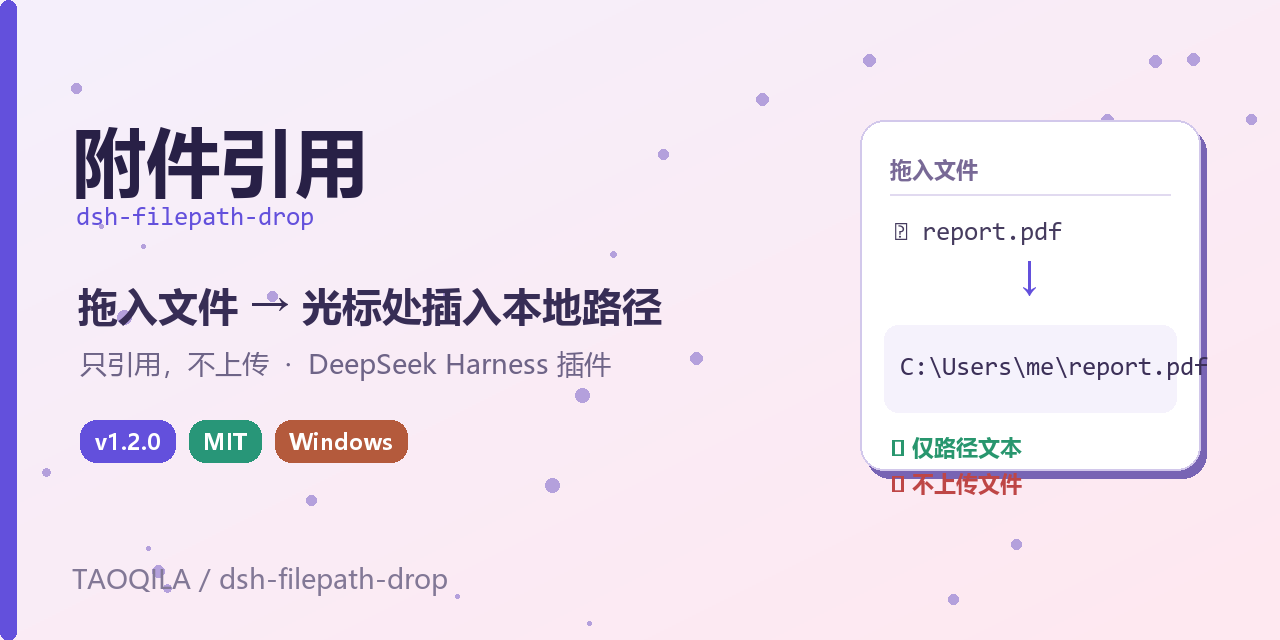 附件引用
dsh-filepath-drop
拖入文件 → 光标处插入本地路径
只引用，不上传 · DeepSeek Harness 插件
v1.2.0 MIT Windows
TAOQILA / dsh-filepath-drop
拖入文件
report.pdf
↓
C:\Users\me\report.pdf
仅路径文本
不上传文件